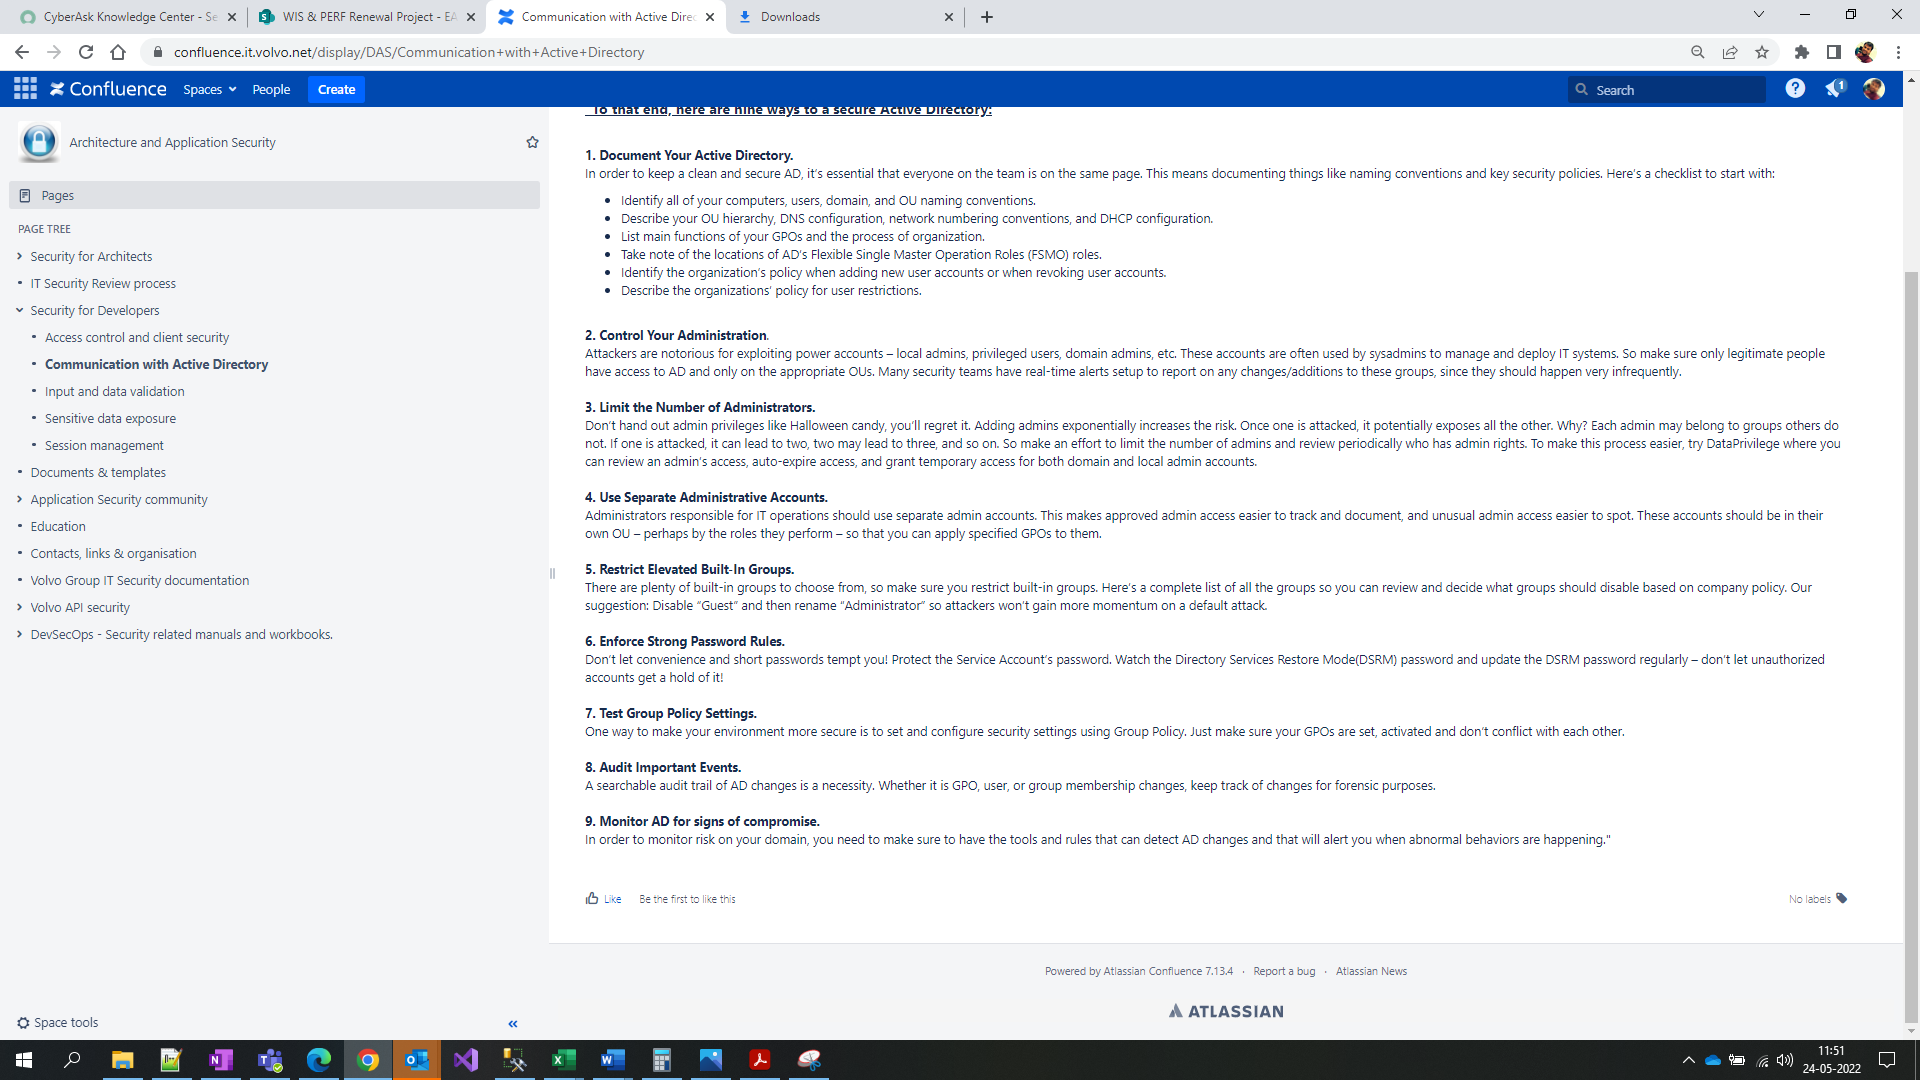 CyberAsk Knowledge Center - Se
WIS & PERF Renewal Project - EA
Communication with Active Direc
Downloads
confluence.it.volvo.net/display/DAS/Communication+with+Active+Directory
Confluence
Spaces
People
Create
Search
1
Architecture and Application Security
Pages
PAGE TREE
Security for Architects
IT Security Review process
Security for Developers
Access control and client security
Communication with Active Directory
Input and data validation
Sensitive data exposure
Session management
Documents & templates
Application Security community
Education
Contacts, links & organisation
Volvo Group IT Security documentation
Volvo API security
DevSecOps - Security related manuals and workbooks.
Space tools
"To that end, here are nine ways to a secure Active Directory:
1. Document Your Active Directory.
In order to keep a clean and secure AD, it's essential that everyone on the team is on the same page. This means documenting things like naming conventions and key security policies. Here's a checklist to start with:
• Identify all of your computers, users, domain, and OU naming conventions.
• Describe your OU hierarchy, DNS configuration, network numbering conventions, and DHCP configuration.
• List main functions of your GPOs and the process of organization.
• Take note of the locations of AD's Flexible Single Master Operation Roles (FSMO) roles.
• Identify the organization's policy when adding new user accounts or when revoking user accounts.
• Describe the organizations' policy for user restrictions.
2. Control Your Administration.
Attackers are notorious for exploiting power accounts – local admins, privileged users, domain admins, etc. These accounts are often used by sysadmins to manage and deploy IT systems. So make sure only legitimate people
have access to AD and only on the appropriate OUs. Many security teams have real-time alerts setup to report on any changes/additions to these groups, since they should happen very infrequently.
3. Limit the Number of Administrators.
Don't hand out admin privileges like Halloween candy, you'll regret it. Adding admins exponentially increases the risk. Once one is attacked, it potentially exposes all the other. Why? Each admin may belong to groups others do
not. If one is attacked, it can lead to two, two may lead to three, and so on. So make an effort to limit the number of admins and review periodically who has admin rights. To make this process easier, try DataPrivilege where you
can review an admin's access, auto-expire access, and grant temporary access for both domain and local admin accounts.
4. Use Separate Administrative Accounts.
Administrators responsible for IT operations should use separate admin accounts. This makes approved admin access easier to track and document, and unusual admin access easier to spot. These accounts should be in their
own OU – perhaps by the roles they perform – so that you can apply specified GPOs to them.
5. Restrict Elevated Built-In Groups.
There are plenty of built-in groups to choose from, so make sure you restrict built-in groups. Here's a complete list of all the groups so you can review and decide what groups should disable based on company policy. Our
suggestion: Disable "Guest" and then rename "Administrator" so attackers won't gain more momentum on a default attack.
6. Enforce Strong Password Rules.
Don't let convenience and short passwords tempt you! Protect the Service Account's password. Watch the Directory Services Restore Mode(DSRM) password and update the DSRM password regularly – don't let unauthorized
accounts get a hold of it!
7. Test Group Policy Settings.
One way to make your environment more secure is to set and configure security settings using Group Policy. Just make sure your GPOs are set, activated and don't conflict with each other.
8. Audit Important Events.
A searchable audit trail of AD changes is a necessity. Whether it is GPO, user, or group membership changes, keep track of changes for forensic purposes.
9. Monitor AD for signs of compromise.
In order to monitor risk on your domain, you need to make sure to have the tools and rules that can detect AD changes and that will alert you when abnormal behaviors are happening."
Like
Be the first to like this
No labels
Powered by Atlassian Confluence 7.13.4 · Report a bug · Atlassian News
ATLASSIAN
11:51
24-05-2022